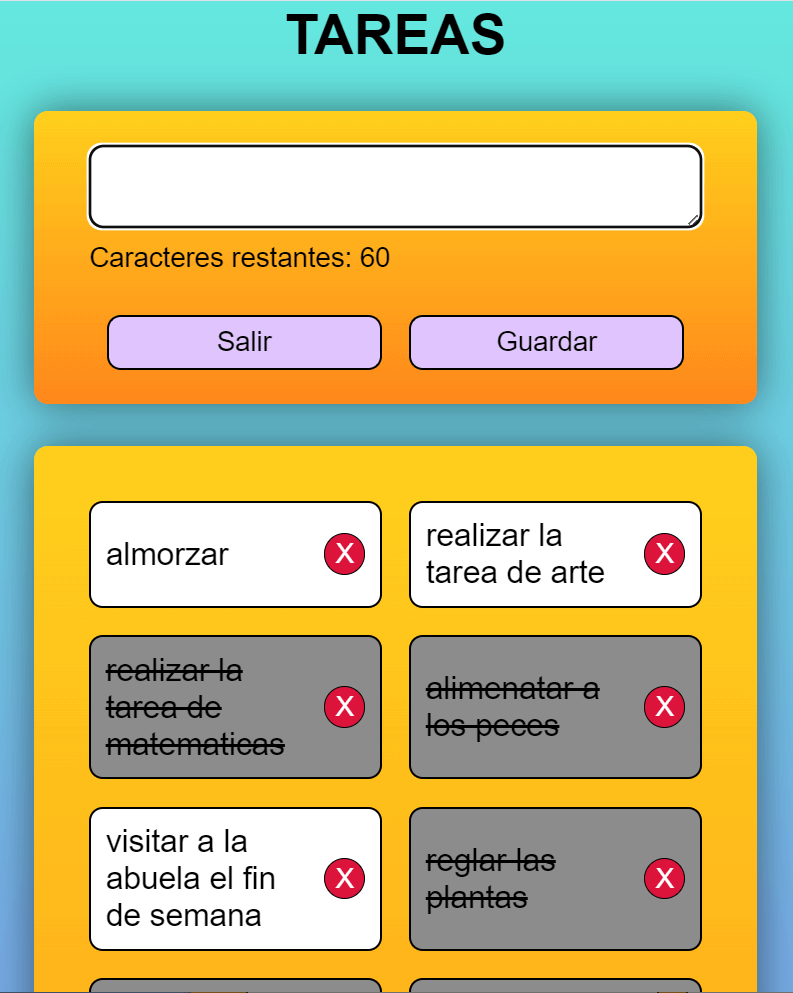 TAREAS
Caracteres restantes: 60
Salir
Guardar
almorzar
X
realizar la
tarea de arte
X
realizar la
tarea de
matematicas
X
alimenatar a
los peces
X
visitar a la
abuela el fin
de semana
X
reglar las
plantas
X